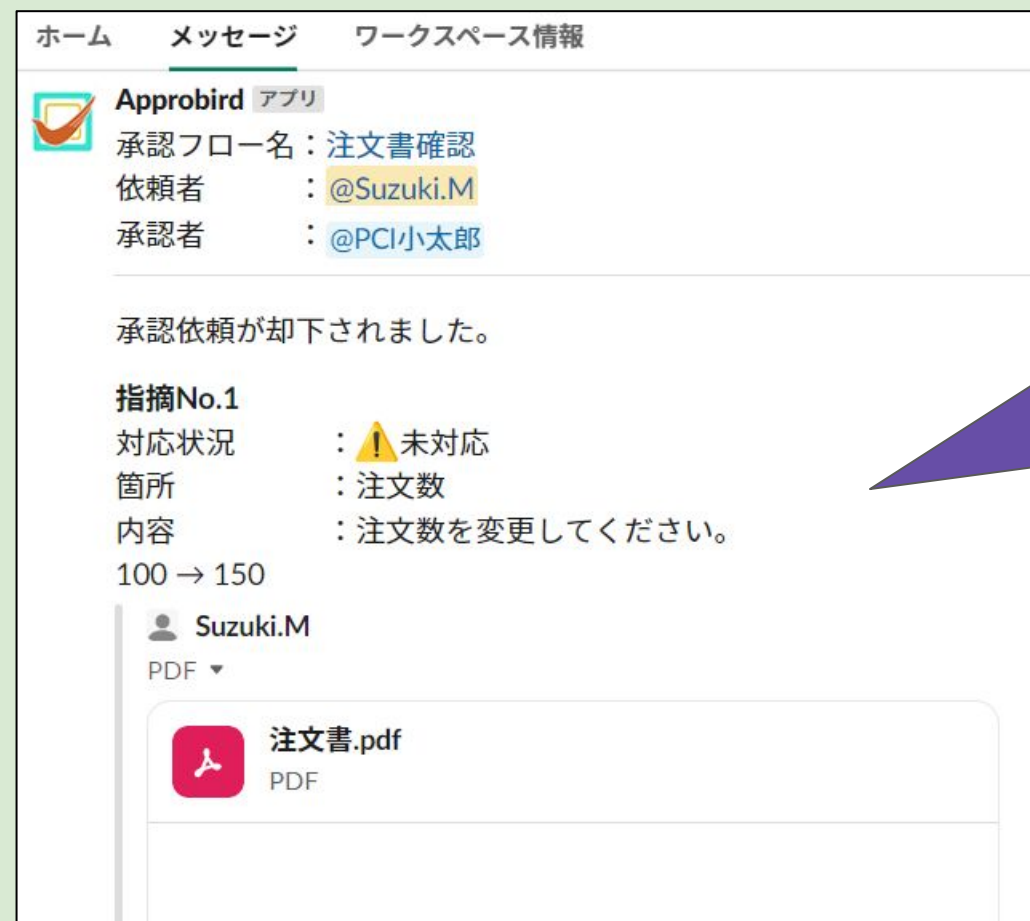 ホーム メッセージ ワークスペース情報
Approbird アプリ
承認フロー名：注文書確認
依頼者 ：@Suzuki.M
承認者 ：@PCI小太郎
承認依頼が却下されました。
指摘No.1
対応状況 ：⚠️未対応
箇所 ：注文数
内容 ：注文数を変更してください。
100 → 150
Suzuki.M
PDF ▼
注文書.pdf
PDF